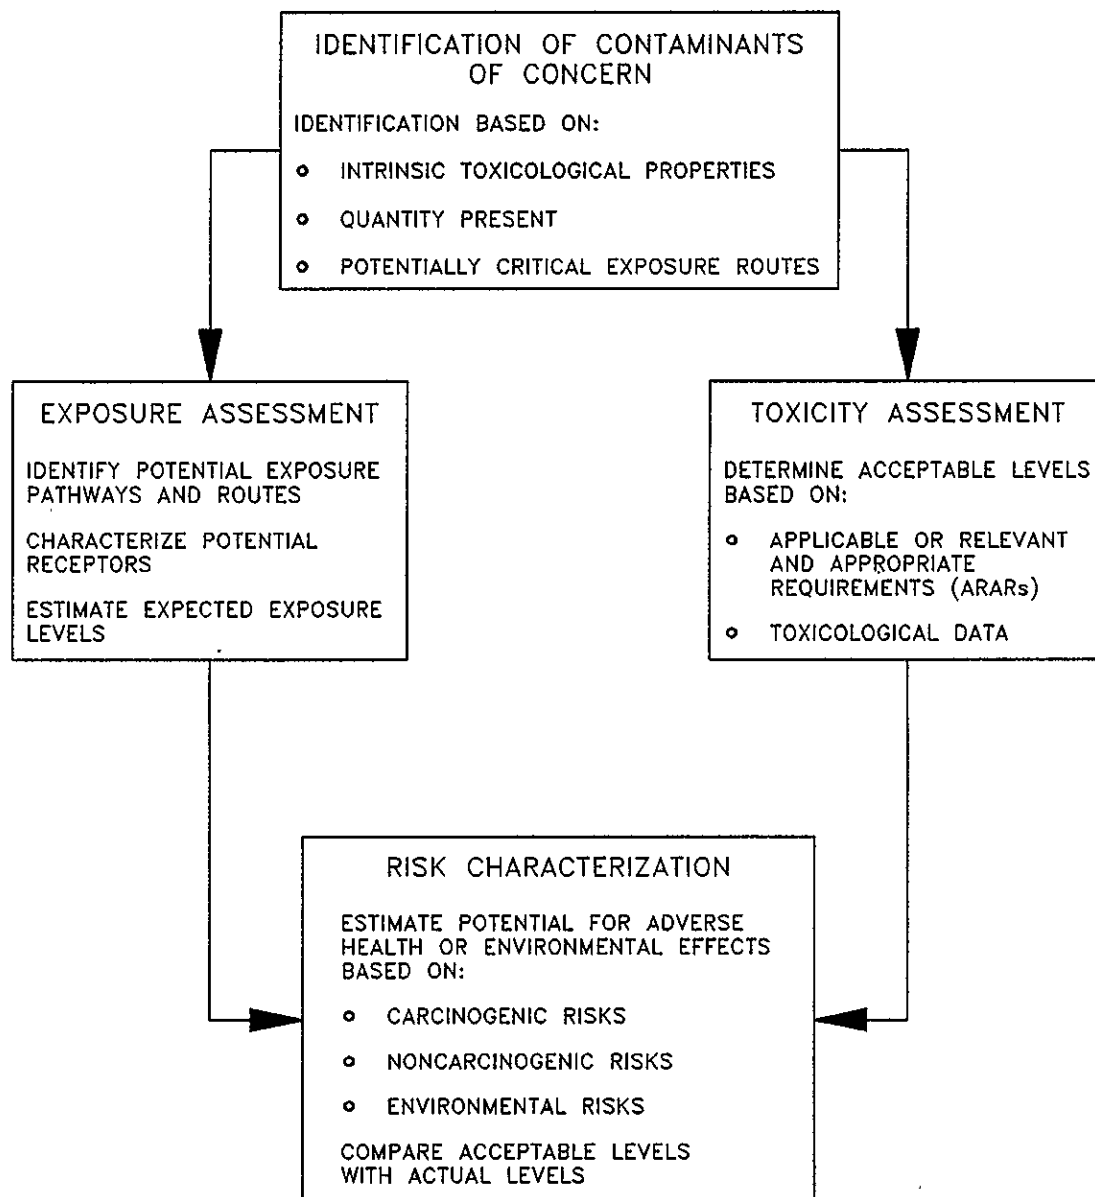 IDENTIFICATION OF CONTAMINANTS
OF CONCERN
IDENTIFICATION BASED ON:
INTRINSIC TOXICOLOGICAL PROPERTIES
QUANTITY PRESENT
POTENTIALLY CRITICAL EXPOSURE ROUTES
EXPOSURE ASSESSMENT
IDENTIFY POTENTIAL EXPOSURE
PATHWAYS AND ROUTES
CHARACTERIZE POTENTIAL
RECEPTORS
ESTIMATE EXPECTED EXPOSURE
LEVELS
TOXICITY ASSESSMENT
DETERMINE ACCEPTABLE LEVELS
BASED ON:
APPLICABLE OR RELEVANT
AND APPROPRIATE
REQUIREMENTS (ARARs)
TOXICOLOGICAL DATA
RISK CHARACTERIZATION
ESTIMATE POTENTIAL FOR ADVERSE
HEALTH OR ENVIRONMENTAL EFFECTS
BASED ON:
CARCINOGENIC RISKS
NONCARCINOGENIC RISKS
ENVIRONMENTAL RISKS
COMPARE ACCEPTABLE LEVELS
WITH ACTUAL LEVELS